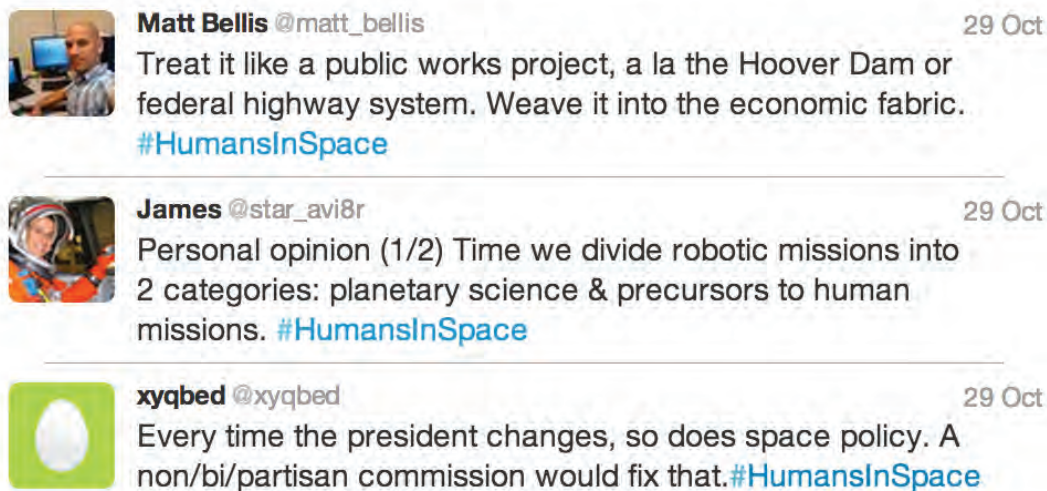 Matt Bellis @matt_bellis 29 Oct
Treat it like a public works project, a la the Hoover Dam or
federal highway system. Weave it into the economic fabric.
#HumansInSpace
James @star_avi8r 29 Oct
Personal opinion (1/2) Time we divide robotic missions into
2 categories: planetary science & precursors to human
missions. #HumansInSpace
xyqbed @xyqbed 29 Oct
Every time the president changes, so does space policy. A
non/bi/partisan commission would fix that.#HumansInSpace